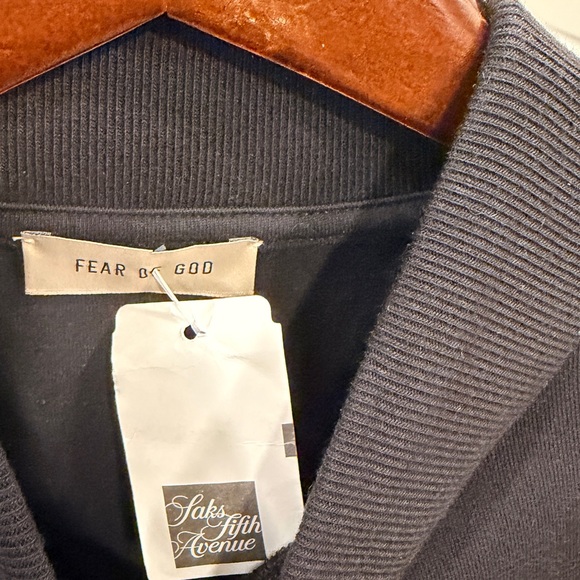 FEAR OF GOD
Saks
Fifth
Avenue